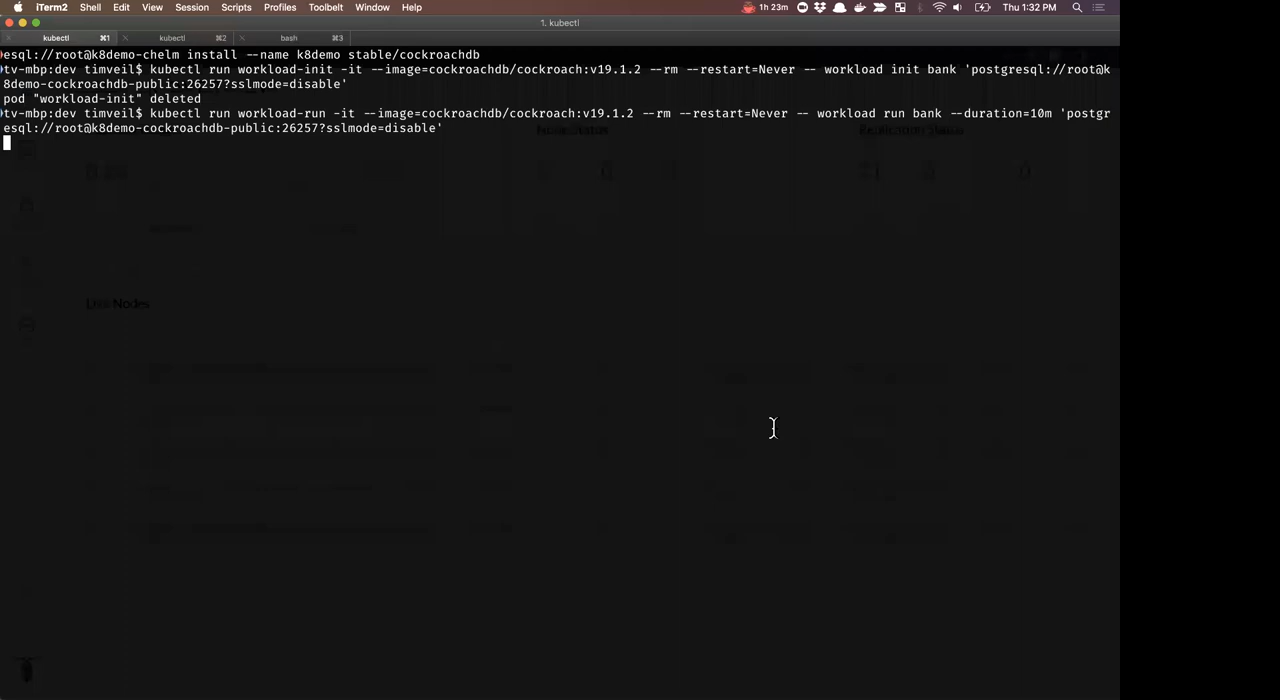 iTerm2 Shell Edit View Session Scripts Profiles Toolbelt Window Help 1h 23m Thu 1:32 PM
1. kubectl
kubectl ⌘1 kubectl ⌘2 bash ⌘3
esql://root@k8demo-chelm install --name k8demo stable/cockroachdb
tv-mbp:dev timveil$ kubectl run workload-init -it --image=cockroachdb/cockroach:v19.1.2 --rm --restart=Never -- workload init bank 'postgresql://root@k
8demo-cockroachdb-public:26257?sslmode=disable'
pod "workload-init" deleted
tv-mbp:dev timveil$ kubectl run workload-run -it --image=cockroachdb/cockroach:v19.1.2 --rm --restart=Never -- workload run bank --duration=10m 'postgr
esql://root@k8demo-cockroachdb-public:26257?sslmode=disable'
Live Nodes